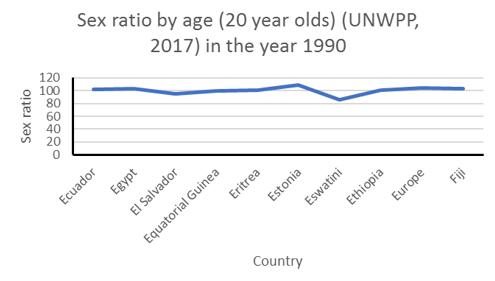 Sex ratio by age (20 year olds) (UNWPP,
2017) in the year 1990
Sex ratio
120
100
80
60
40
20
0
Ecuador
Egypt
El Salvador
Equatorial Guinea
Eritrea
Estonia
Eswatini
Ethiopia
Europe
Fiji
Country